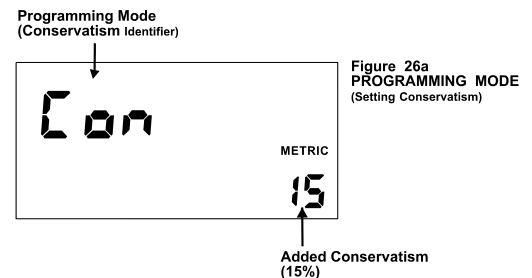 Programming Mode
(Conservatism Identifier)
Figure 26a
PROGRAMMING MODE
(Setting Conservatism)
Con
METRIC
15
Added Conservatism
(15%)